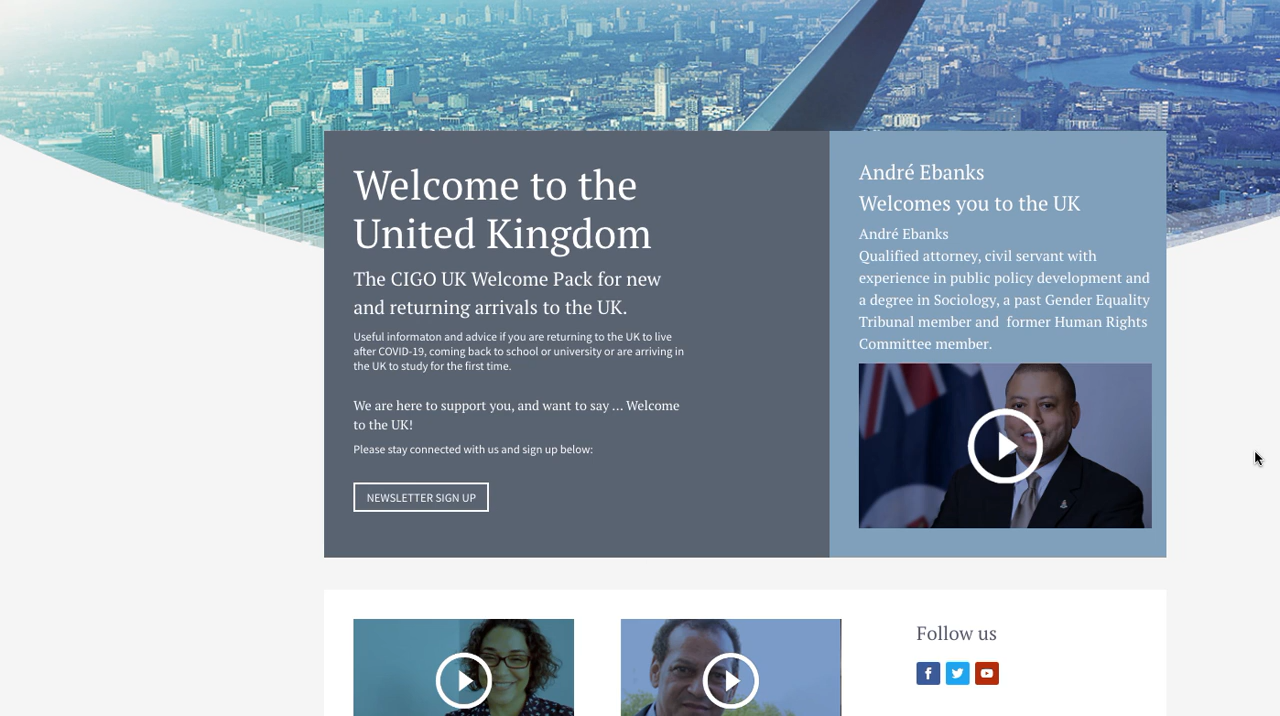 Welcome to the
United Kingdom
The CIGO UK Welcome Pack for new
and returning arrivals to the UK.
Useful informaton and advice if you are returning to the UK to live
after COVID-19, coming back to school or university or are arriving in
the UK to study for the first time.
We are here to support you, and want to say ... Welcome
to the UK!
Please stay connected with us and sign up below:
NEWSLETTER SIGN UP
André Ebanks
Welcomes you to the UK
André Ebanks
Qualified attorney, civil servant with
experience in public policy development and
a degree in Sociology, a past Gender Equality
Tribunal member and  former Human Rights
Committee member.
Follow us